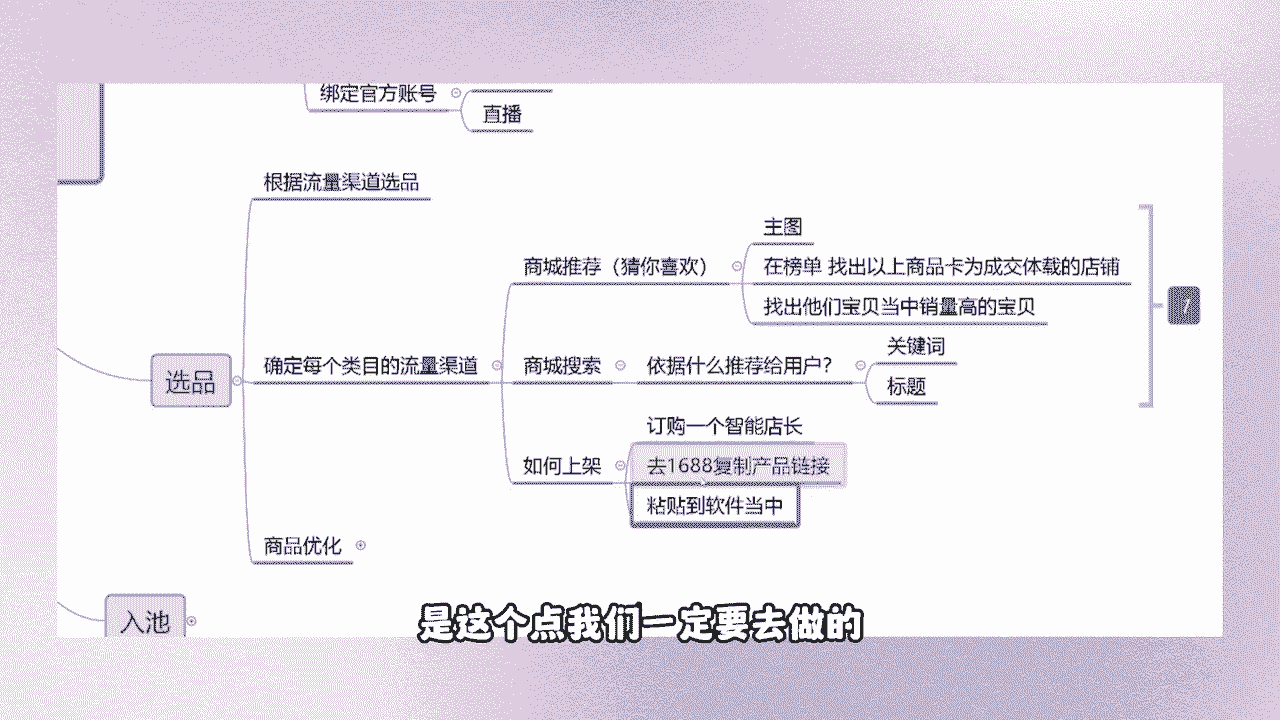 绑定官方账号
直播
根据流量渠道选品
主图
商城推荐（猜你喜欢）
在榜单 找出以上商品卡为成交体载的店铺
找出他们宝贝当中销量高的宝贝
选品
确定每个类目的流量渠道
商城搜索
依据什么推荐给用户？
关键词
标题
订购一个智能店长
如何上架
去1688复制产品链接
粘贴到软件当中
商品优化
入池
是这个点我们一定要去做的